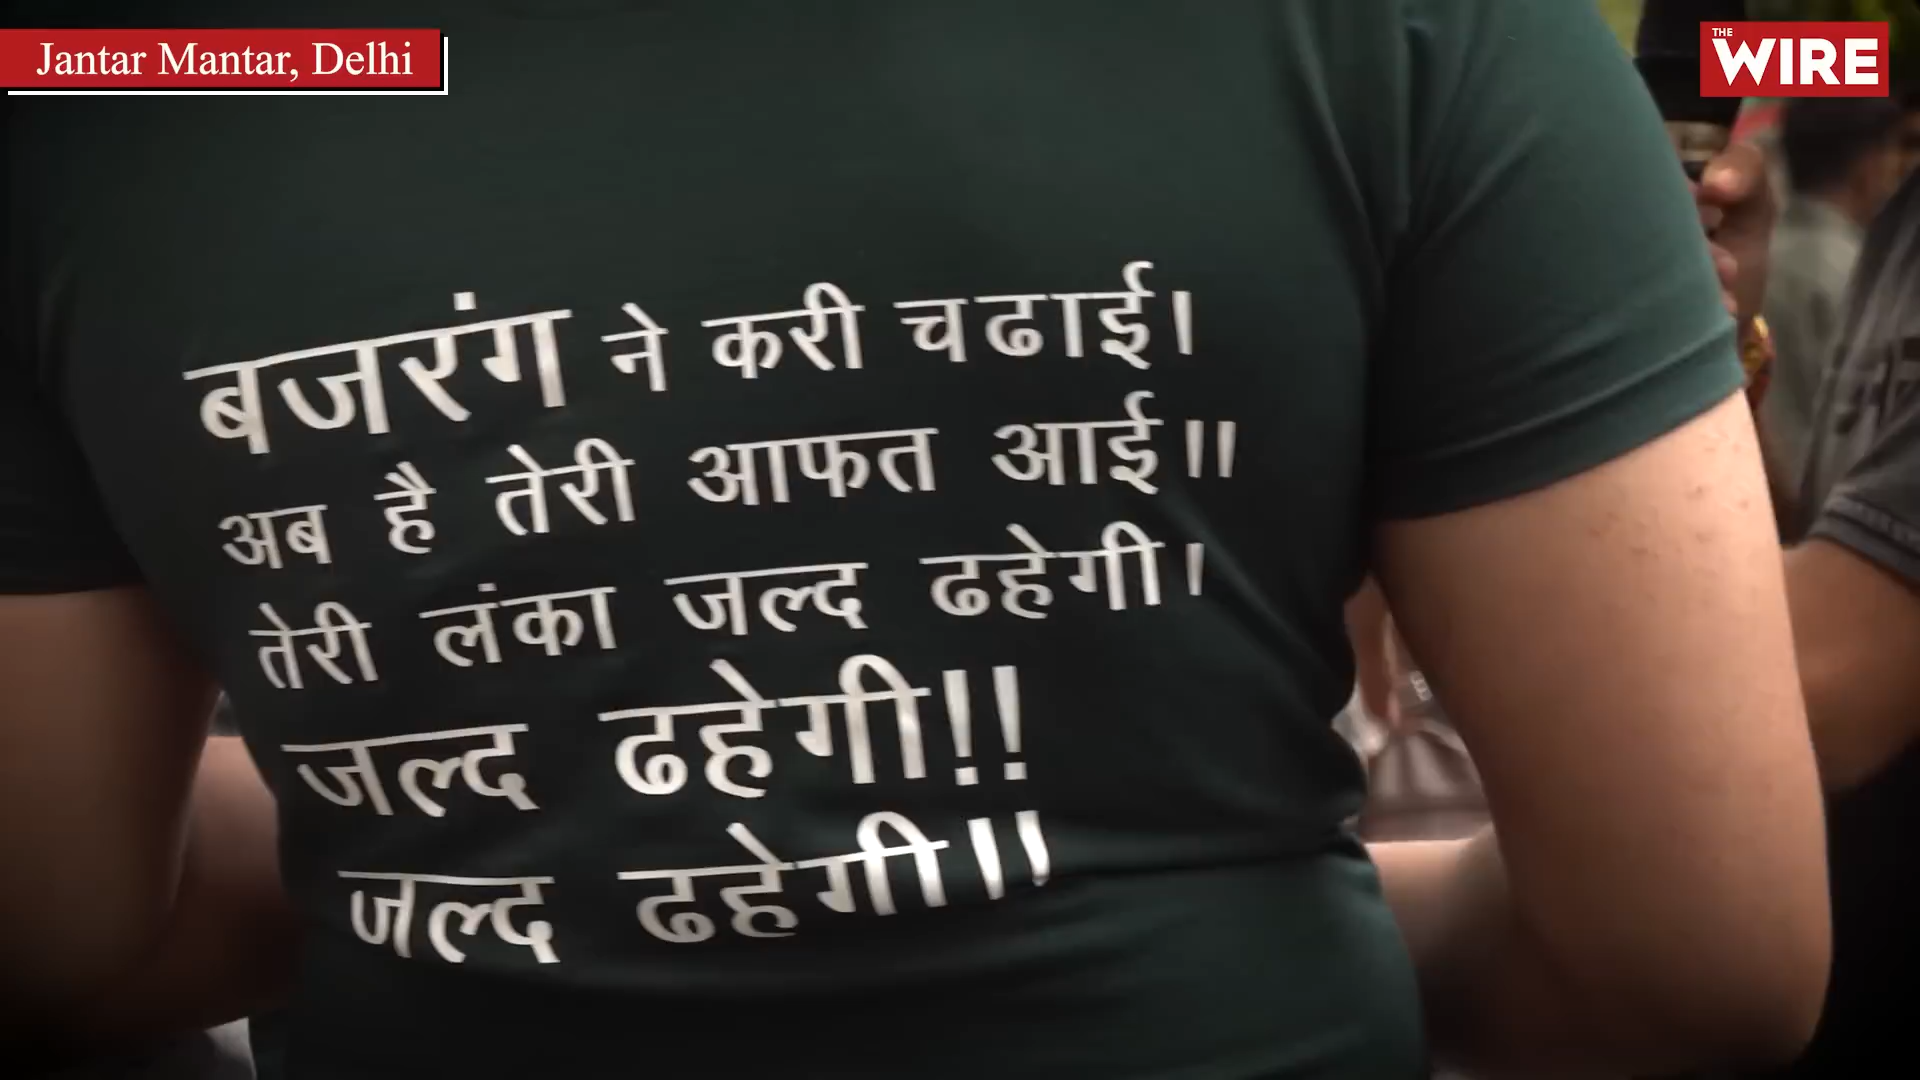 Jantar Mantar, Delhi
THE WIRE
बजरंग ने करी चढाई।
अब है तेरी आफत आई॥
तेरी लंका जल्द ढहेगी।
जल्द ढहेगी!!
जल्द ढहेगी!!